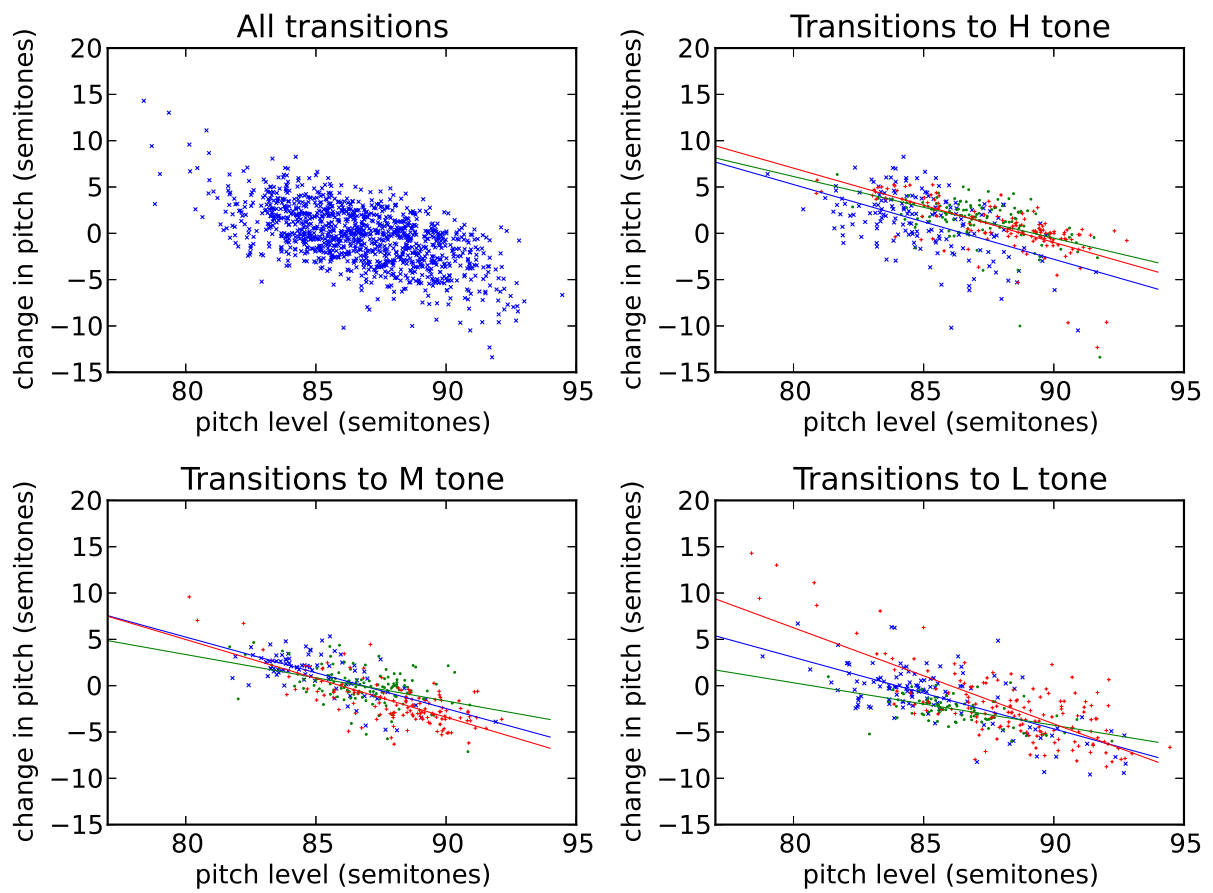 All transitions
20
15
10
5
0
−5
−10
−15
80 85 90 95
pitch level (semitones)
change in pitch (semitones)
Transitions to H tone
20
15
10
5
0
−5
−10
−15
80 85 90 95
pitch level (semitones)
change in pitch (semitones)
Transitions to M tone
20
15
10
5
0
−5
−10
−15
80 85 90 95
pitch level (semitones)
change in pitch (semitones)
Transitions to L tone
20
15
10
5
0
−5
−10
−15
80 85 90 95
pitch level (semitones)
change in pitch (semitones)